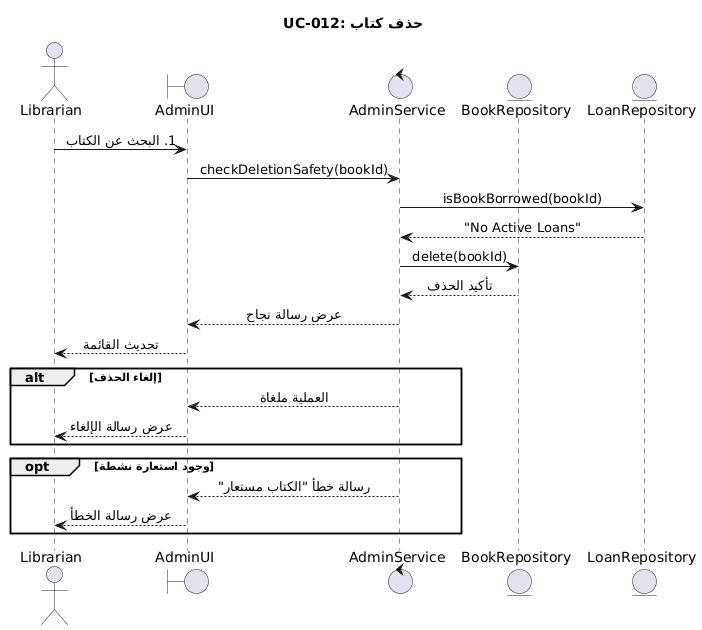 UC-012: حذف كتاب
Librarian AdminUI AdminService BookRepository LoanRepository
1. البحث عن الكتاب
checkDeletionSafety(bookId)
isBookBorrowed(bookId)
"No Active Loans"
delete(bookId)
تأكيد الحذف
عرض رسالة نجاح
تحديث القائمة
alt [إلغاء الحذف]
العملية ملغاة
عرض رسالة الإلغاء
opt [وجود استعارة نشطة]
رسالة خطأ "الكتاب مستعار"
عرض رسالة الخطأ
Librarian AdminUI AdminService BookRepository LoanRepository